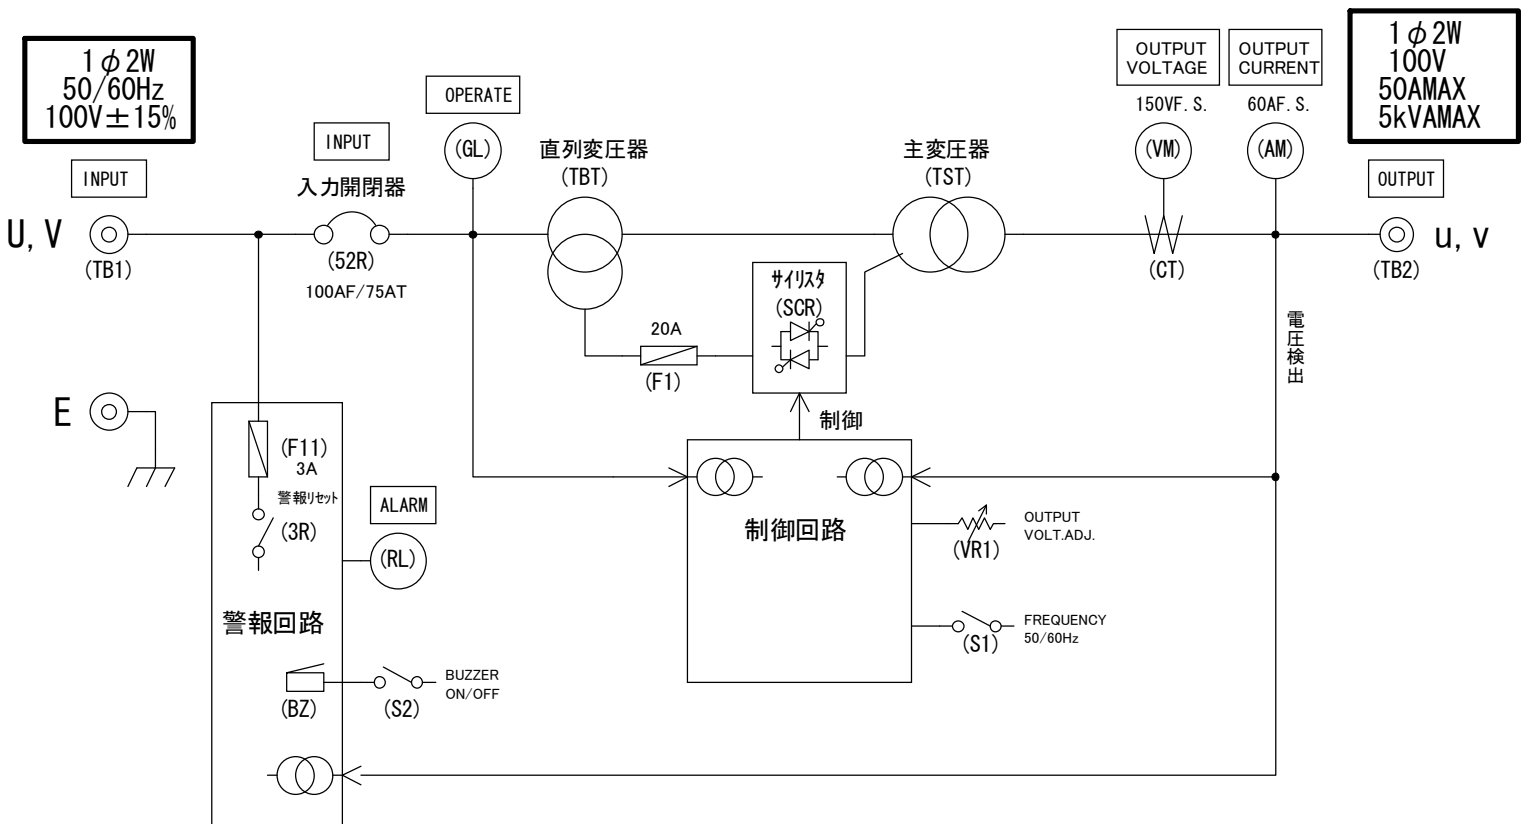 1φ2W
50/60Hz
100V±15%
INPUT
U, V
(TB1)
INPUT
入力開閉器
(52R)
100AF/75AT
OPERATE
(GL)
直列変圧器
(TBT)
主変圧器
(TST)
OUTPUT
VOLTAGE
150VF. S.
(VM)
OUTPUT
CURRENT
60AF. S.
(AM)
1φ2W
100V
50AMAX
5kVAMAX
OUTPUT
u, v
(TB2)
(CT)
サイリスタ
(SCR)
20A
(F1)
電圧検出
制御
E
(F11)
3A
警報リセット
(3R)
ALARM
(RL)
制御回路
OUTPUT
VOLT.ADJ.
(VR1)
警報回路
FREQUENCY
50/60Hz
(S1)
BUZZER
ON/OFF
(BZ)
(S2)